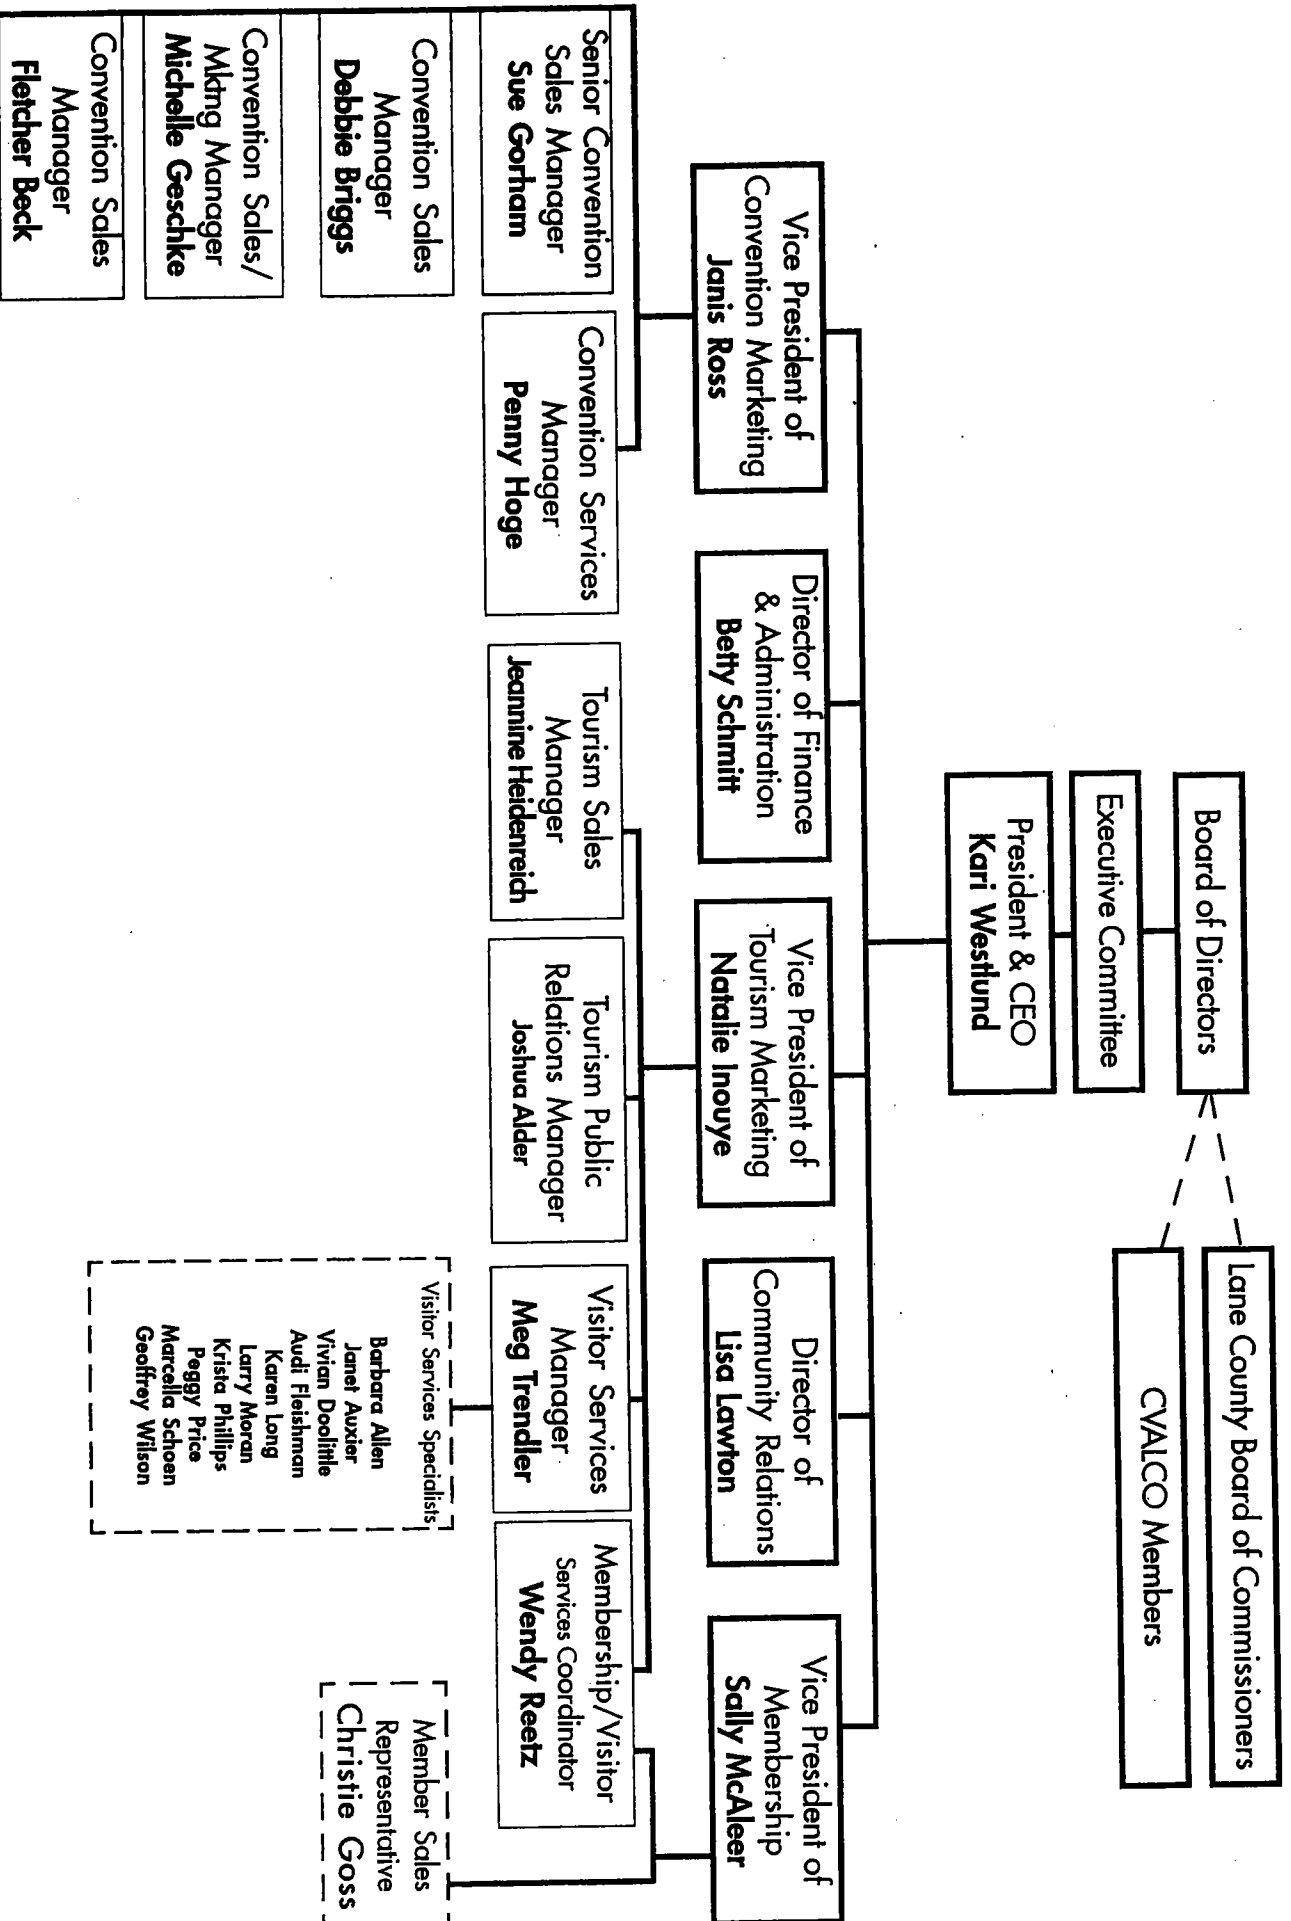 Board of Directors
Lane County Board of Commissioners
CVALCO Members
Executive Committee
President & CEO
Kari Westlund
Vice President of
Convention Marketing
Janis Ross
Director of Finance
& Administration
Betty Schmitt
Vice President of
Tourism Marketing
Natalie Inouye
Director of
Community Relations
Lisa Lawton
Vice President of
Membership
Sally McAleer
Senior Convention
Sales Manager
Sue Gorham
Convention Services
Manager
Penny Hoge
Tourism Sales
Manager
Jeannine Heidenreich
Tourism Public
Relations Manager
Joshua Alder
Visitor Services
Manager
Meg Trendler
Membership/Visitor
Services Coordinator
Wendy Reetz
Convention Sales
Manager
Debbie Briggs
Convention Sales/
Mktng Manager
Michelle Geschke
Convention Sales
Manager
Fletcher Beck
Visitor Services Specialists
Barbara Allen
Janet Auxier
Vivian Doolittle
Audi Fleishman
Karen Long
Larry Moran
Krista Phillips
Peggy Price
Marcella Schoen
Geoffrey Wilson
Member Sales
Representative
Christie Goss